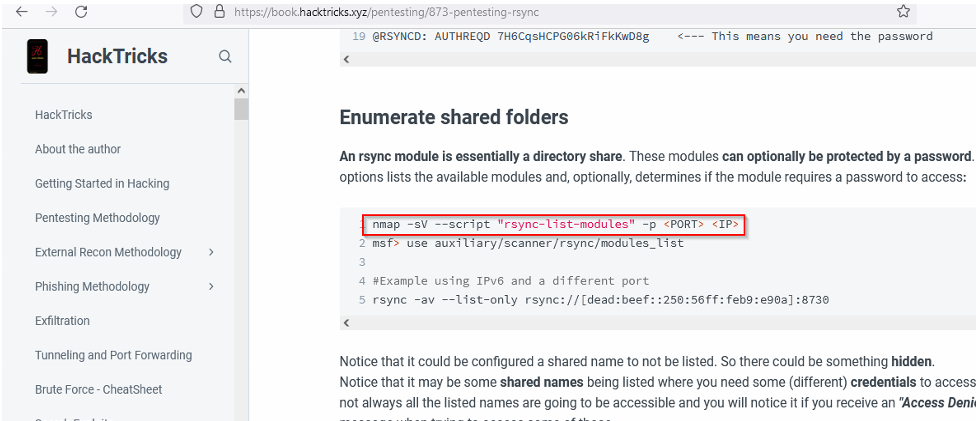 https://book.hacktricks.xyz/pentesting/873-pentesting-rsync
HackTricks
HackTricks
About the author
Getting Started in Hacking
Pentesting Methodology
External Recon Methodology
Phishing Methodology
Exfiltration
Tunneling and Port Forwarding
Brute Force - CheatSheet
19 @RSYNCD: AUTHREQD 7H6CqsHCPG06kRiFkKwD8g <--- This means you need the password
Enumerate shared folders
An rsync module is essentially a directory share. These modules can optionally be protected by a password.
options lists the available modules and, optionally, determines if the module requires a password to access:
1 nmap -sV --script "rsync-list-modules" -p <PORT> <IP>
2 msf> use auxiliary/scanner/rsync/modules_list
3
4 #Example using IPv6 and a different port
5 rsync -av --list-only rsync://[dead:beef::250:56ff:feb9:e90a]:8730
Notice that it could be configured a shared name to not be listed. So there could be something hidden.
Notice that it may be some shared names being listed where you need some (different) credentials to access
not always all the listed names are going to be accessible and you will notice it if you receive an "Access